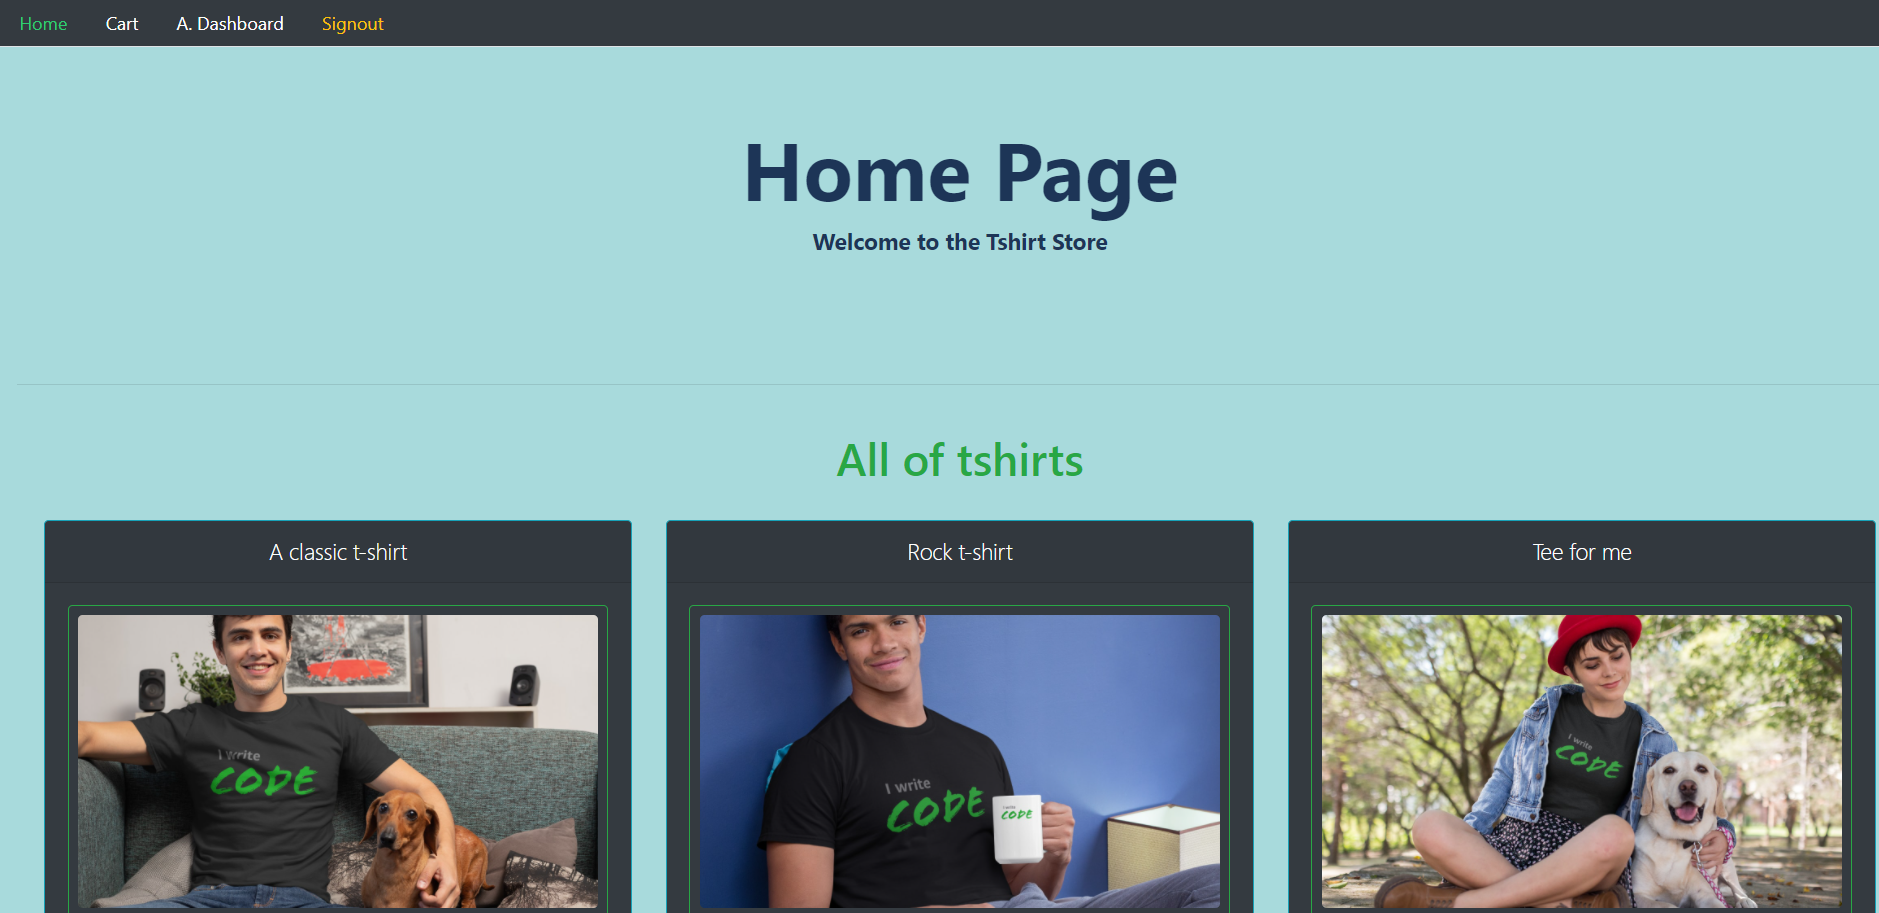 Home Cart A. Dashboard Signout
Home Page
Welcome to the Tshirt Store
All of tshirts
A classic t-shirt
Rock t-shirt
Tee for me
I write
CODE
I write
CODE
I write
CODE
I write
CODE